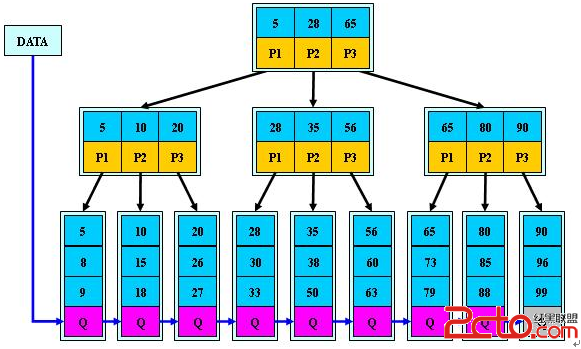 5 28 65
DATA
P1 P2 P3
5 10 20 28 35 56 65 80 90
P1 P2 P3 P1 P2 P3 P1 P2 P3
5 10 20 28 35 56 65 80 90
8 15 26 30 38 60 73 85 96
9 18 27 33 50 63 79 88 99
Q Q Q Q Q Q Q Q Q
红黑联盟
2cto.com